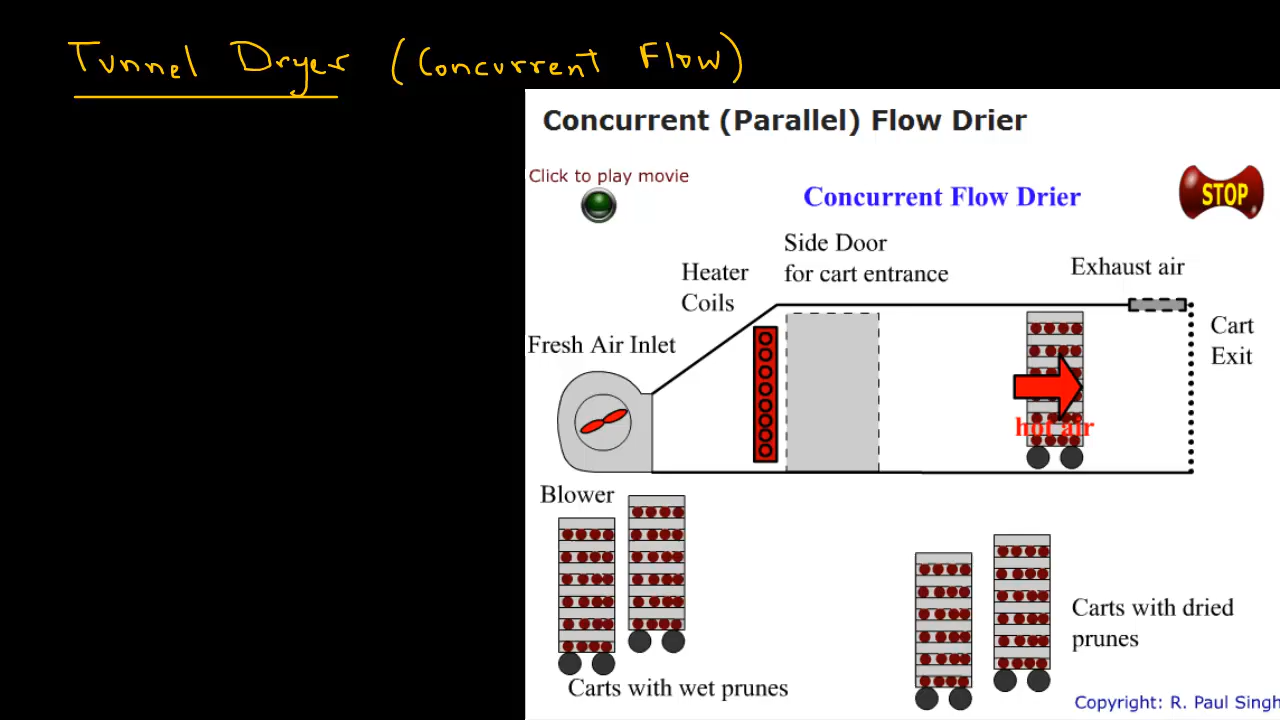 Tunnel Dryer (Concurrent Flow)
Concurrent (Parallel) Flow Drier
Click to play movie
Concurrent Flow Drier
STOP
Side Door
for cart entrance
Heater
Coils
Exhaust air
Cart
Exit
Fresh Air Inlet
hot air
Blower
Carts with dried
prunes
Carts with wet prunes
Copyright: R. Paul Singh